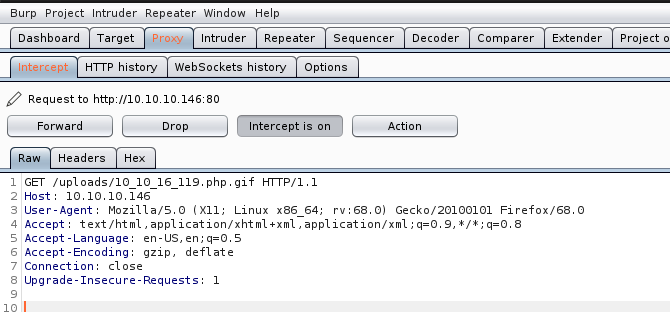 Burp Project Intruder Repeater Window Help
Dashboard Target Proxy Intruder Repeater Sequencer Decoder Comparer Extender Project o
Intercept HTTP history WebSockets history Options
Request to http://10.10.10.146:80
Forward Drop Intercept is on Action
Raw Headers Hex
1 GET /uploads/10_10_16_119.php.gif HTTP/1.1
2 Host: 10.10.10.146
3 User-Agent: Mozilla/5.0 (X11; Linux x86_64; rv:68.0) Gecko/20100101 Firefox/68.0
4 Accept: text/html,application/xhtml+xml,application/xml;q=0.9,*/*;q=0.8
5 Accept-Language: en-US,en;q=0.5
6 Accept-Encoding: gzip, deflate
7 Connection: close
8 Upgrade-Insecure-Requests: 1
9
10